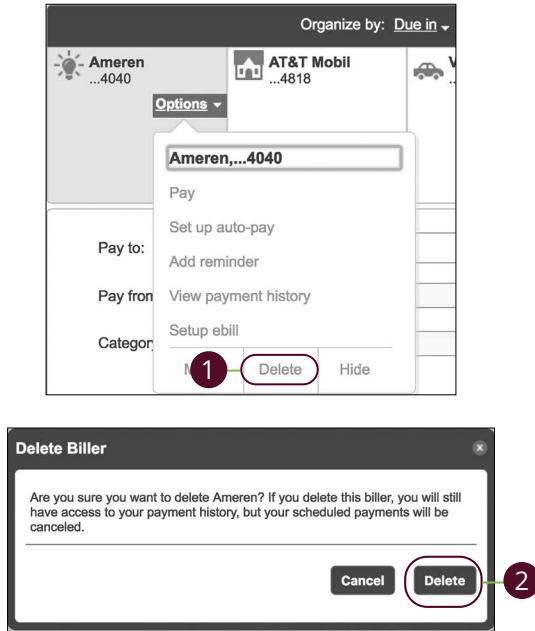 Organize by: Due in
Ameren
...4040
AT&T Mobil
...4818
Options
Ameren,...4040
Pay
Set up auto-pay
Pay to:
Add reminder
Pay from
View payment history
Setup ebill
Categor
1
Delete
Hide
Delete Biller
Are you sure you want to delete Ameren? If you delete this biller, you will still
have access to your payment history, but your scheduled payments will be
canceled.
Cancel
Delete
2